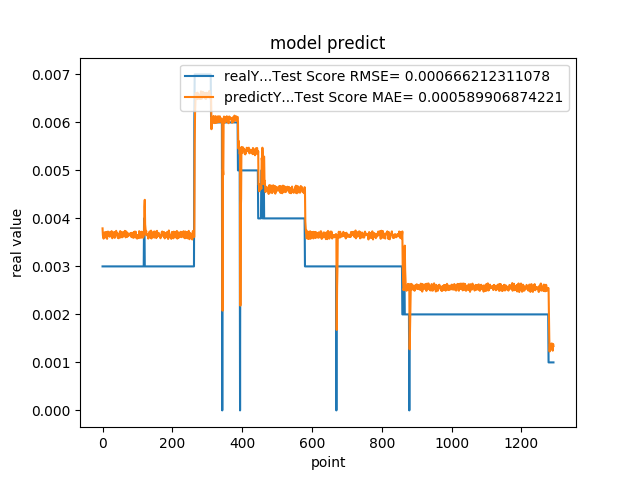 model predict
realY...Test Score RMSE= 0.000666212311078
predictY...Test Score MAE= 0.000589906874221
0.007
0.006
0.005
0.004
0.003
0.002
0.001
0.000
real value
0 200 400 600 800 1000 1200
point